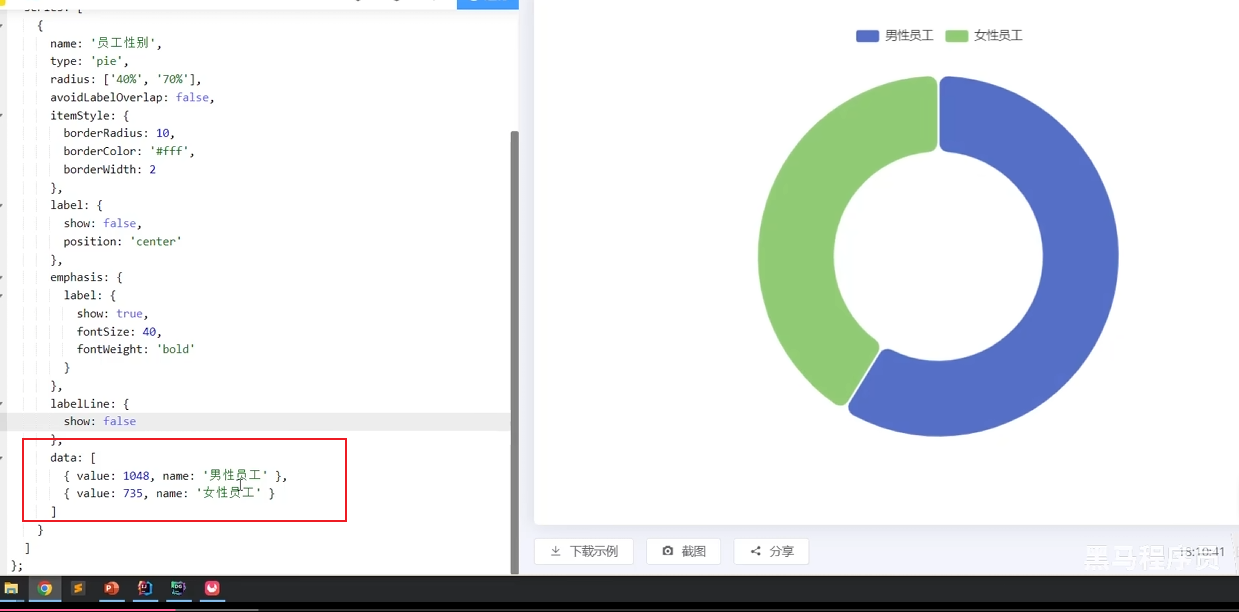 series: [
{
name: '员工性别',
type: 'pie',
radius: ['40%', '70%'],
avoidLabelOverlap: false,
itemStyle: {
borderRadius: 10,
borderColor: '#fff',
borderWidth: 2
},
label: {
show: false,
position: 'center'
},
emphasis: {
label: {
show: true,
fontSize: 40,
fontWeight: 'bold'
}
},
labelLine: {
show: false
},
data: [
{ value: 1048, name: '男性员工' },
{ value: 735, name: '女性员工' }
]
}
]
};
男性员工 女性员工
下载示例 截图 分享
黑马程序员